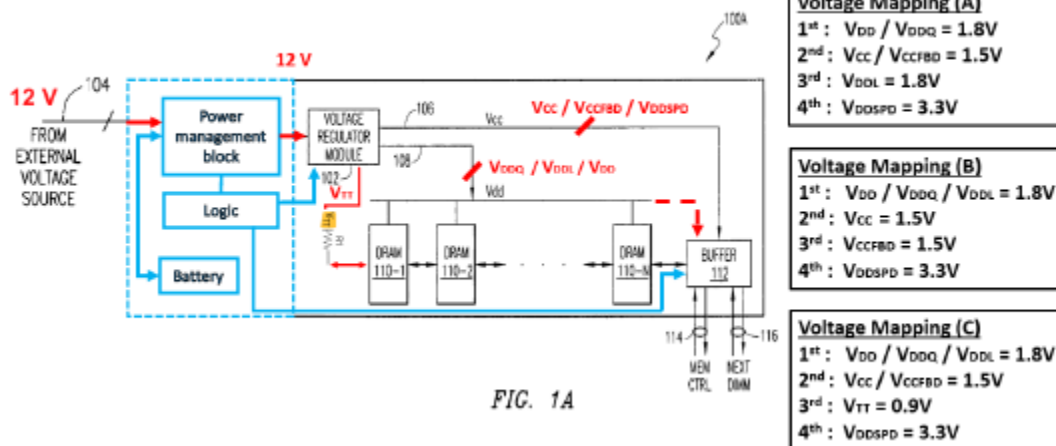 100A
12 V
12 V
104
FROM
EXTERNAL
VOLTAGE
SOURCE
Power
management
block
Logic
Battery
VOLTAGE
REGULATOR
MODULE
102
106
Vcc
VCC / VCCFBD / VDDSPD
108
VDDQ / VDDL / VDD
Vdd
VTT
RTT
DRAM
110-1
DRAM
110-2
DRAM
110-N
BUFFER
112
114
116
MEM
CTRL
NEXT
DIMM
FIG. 1A
Voltage Mapping (A)
1st : VDD / VDDQ = 1.8V
2nd : VCC / VCCFBD = 1.5V
3rd : VDDL = 1.8V
4th : VDDSPD = 3.3V
Voltage Mapping (B)
1st : VDD / VDDQ / VDDL = 1.8V
2nd : VCC = 1.5V
3rd : VCCFBD = 1.5V
4th : VDDSPD = 3.3V
Voltage Mapping (C)
1st : VDD / VDDQ / VDDL = 1.8V
2nd : VCC / VCCFBD = 1.5V
3rd : VTT = 0.9V
4th : VDDSPD = 3.3V